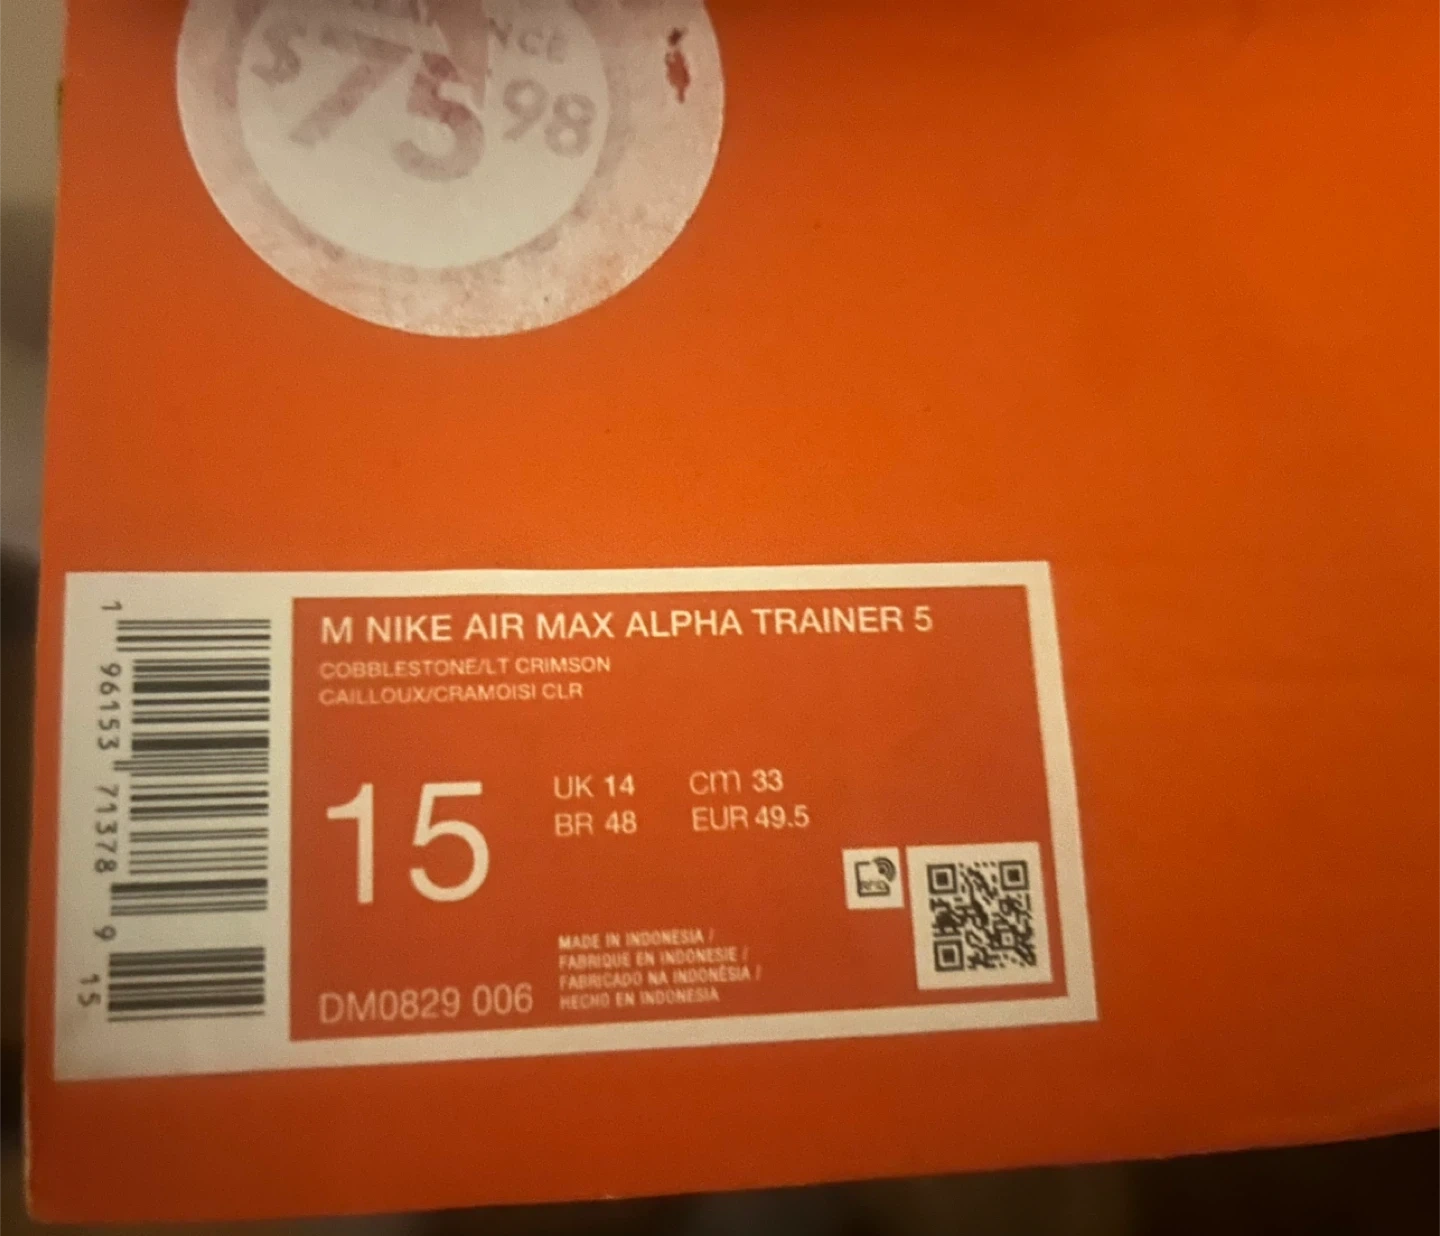 $75 98
M NIKE AIR MAX ALPHA TRAINER 5
COBBLESTONE/LT CRIMSON
CAILLOUX/CRAMOISI CLR
15
UK 14 cm 33
BR 48 EUR 49.5
RFID
MADE IN INDONESIA /
FABRIQUE EN INDONESIE /
FABRICADO NA INDONÉSIA /
HECHO EN INDONESIA
DM0829 006
1 96153 71378 9 15